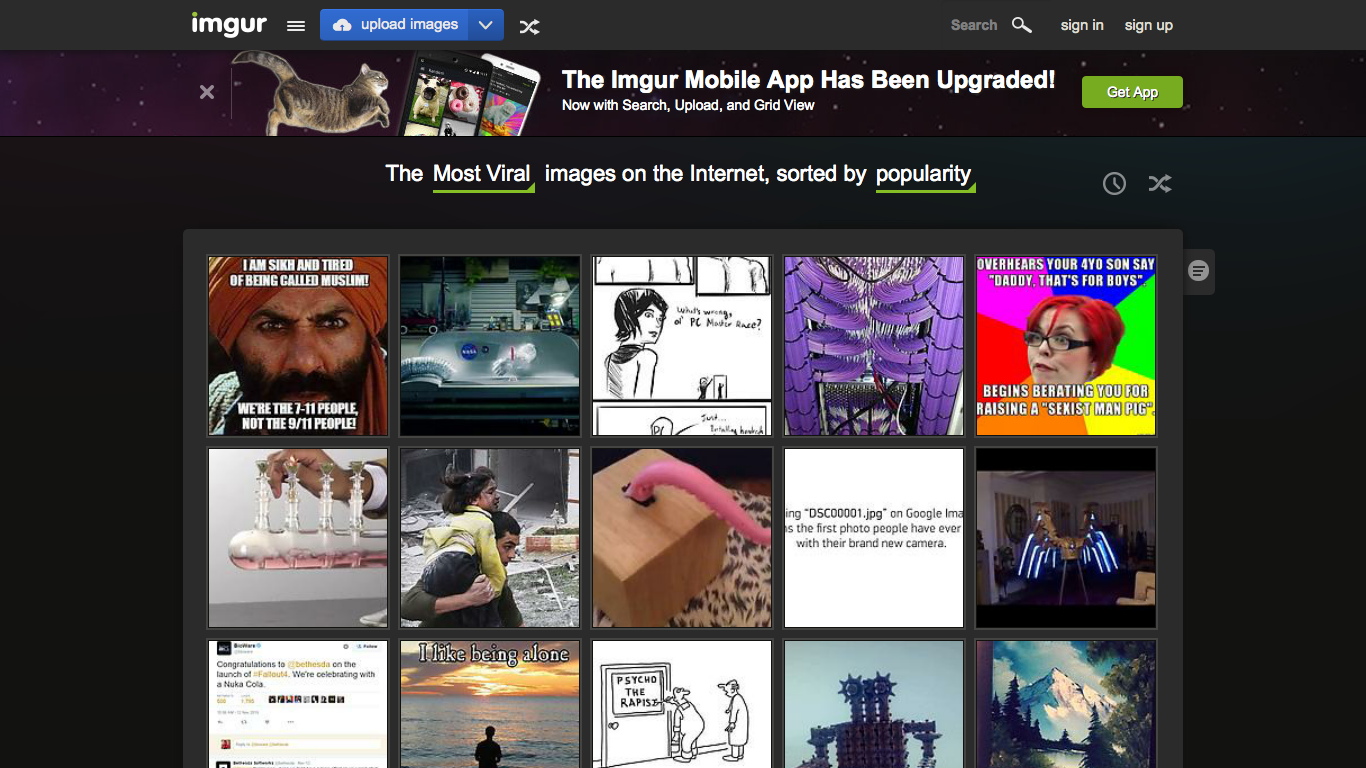 imgur
upload images
Search
sign in
sign up
The Imgur Mobile App Has Been Upgraded!
Now with Search, Upload, and Grid View
Get App
The Most Viral images on the Internet, sorted by popularity
I AM SIKH AND TIRED
OF BEING CALLED MUSLIM!
WE'RE THE 7-11 PEOPLE,
NOT THE 9/11 PEOPLE!
NASA
What's wrong
PC Master Race?
Just...
PC
OVERHEARS YOUR 4YO SON SAY
"DADDY, THAT'S FOR BOYS".
BEGINS BERATING YOU FOR
RAISING A "SEXIST MAN PIG".
ing "DSC00001.jpg" on Google Ima
s the first photo people have ever
with their brand new camera.
BioWare
Follow
Congratulations to @bethesda on the
launch of #Fallout4. We're celebrating with
a Nuka Cola.
Bethesda Softworks
I like being alone
PSYCHO
THE
RAPIST